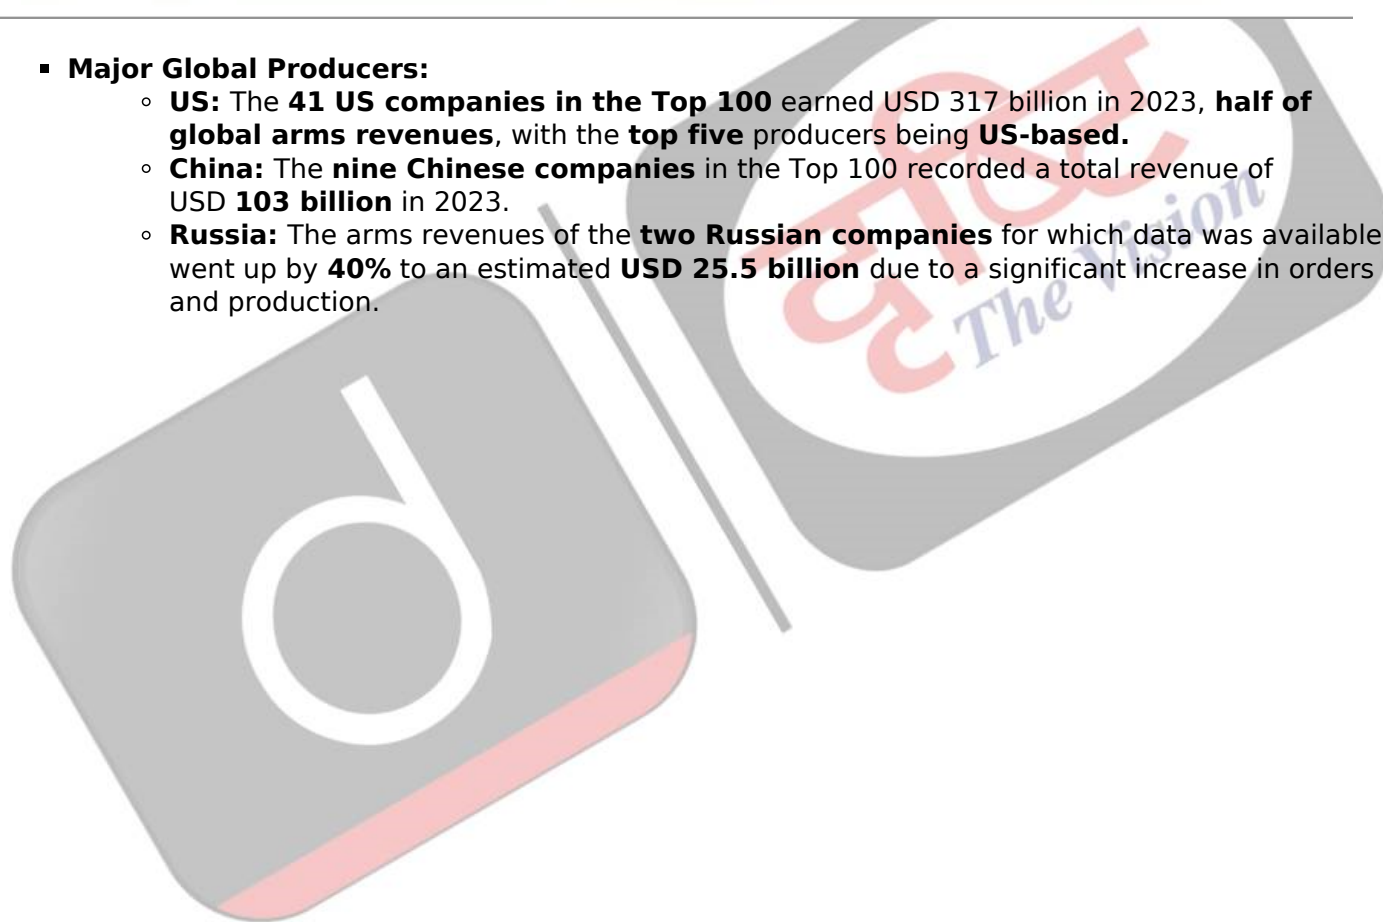 ▪ Major Global Producers:
◦ US: The 41 US companies in the Top 100 earned USD 317 billion in 2023, half of
global arms revenues, with the top five producers being US-based.
◦ China: The nine Chinese companies in the Top 100 recorded a total revenue of
USD 103 billion in 2023.
◦ Russia: The arms revenues of the two Russian companies for which data was available
went up by 40% to an estimated USD 25.5 billion due to a significant increase in orders
and production.
दृष्टि
The Vision
d